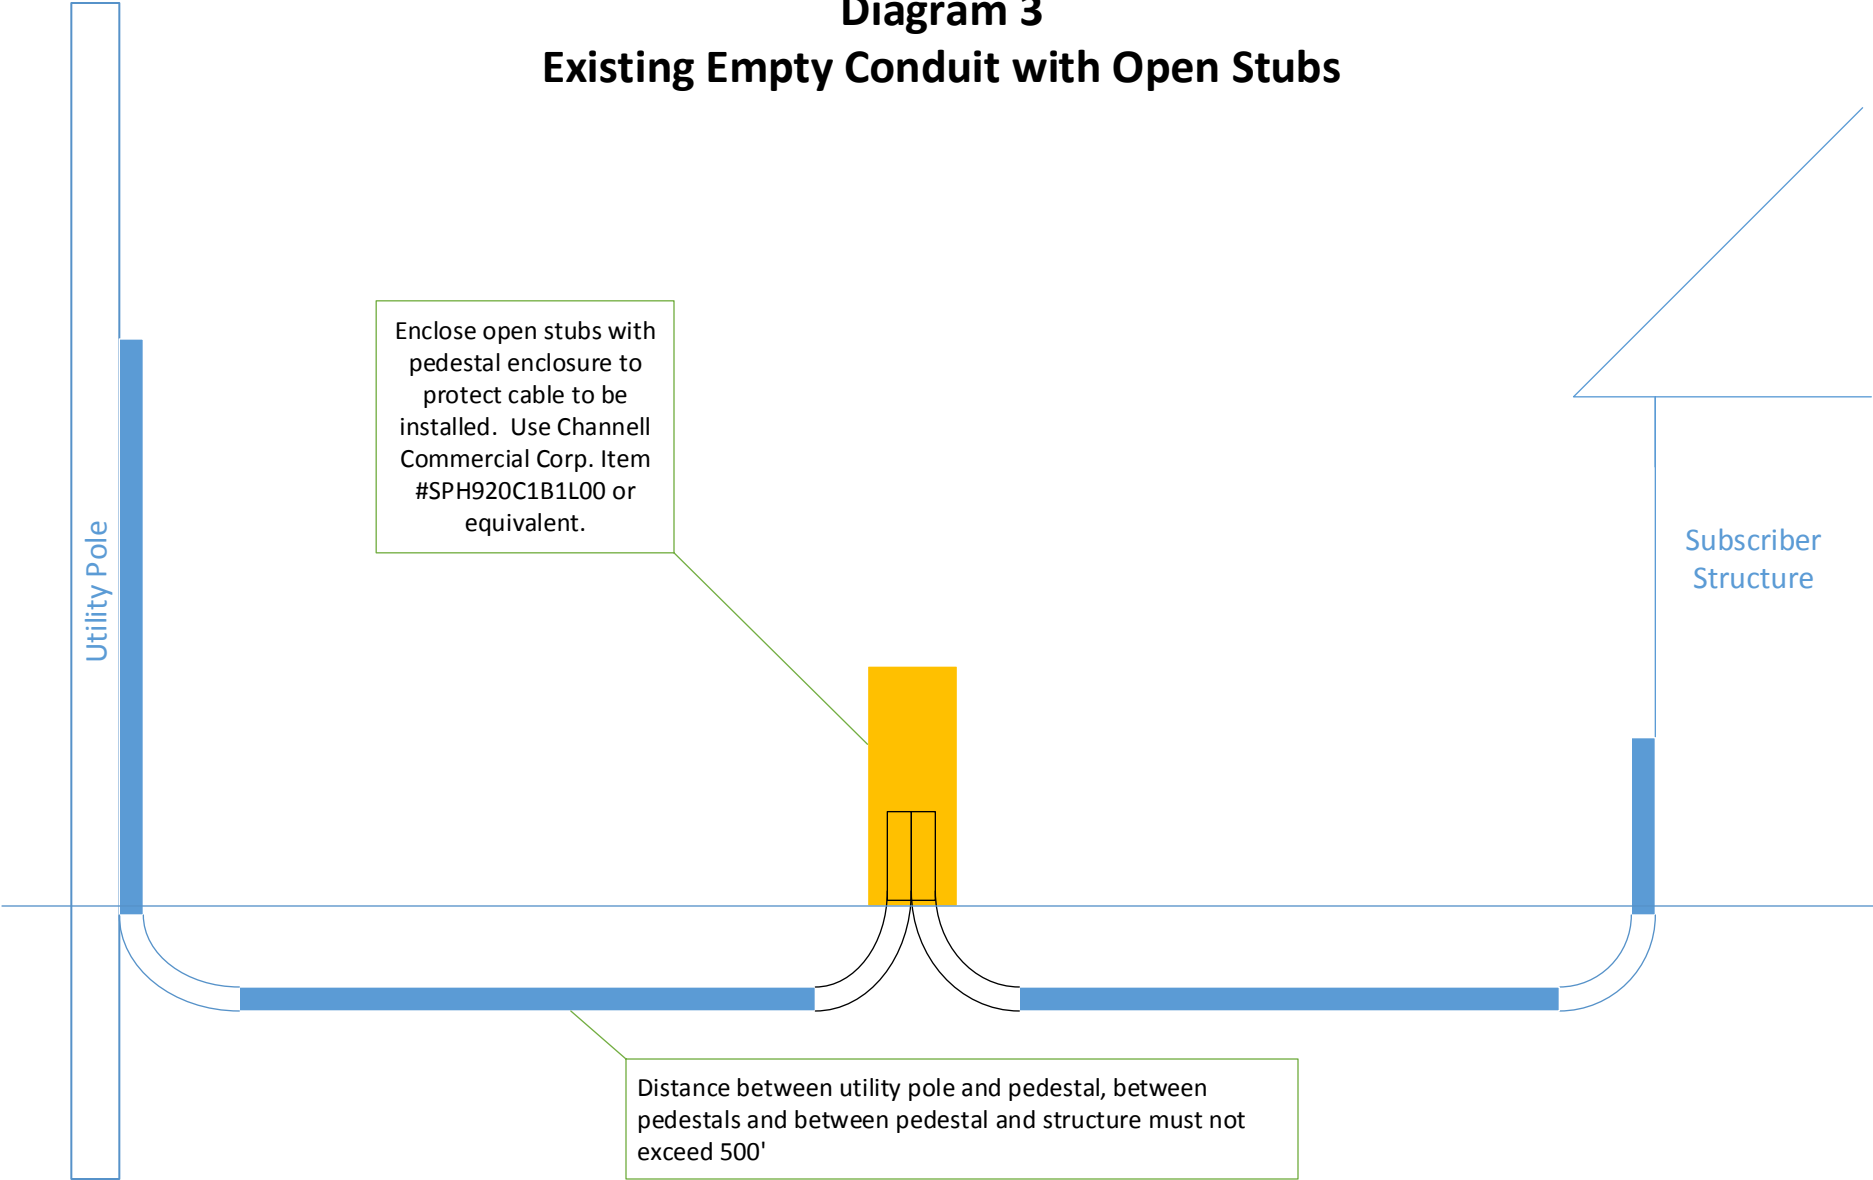 Diagram 3
Existing Empty Conduit with Open Stubs
Enclose open stubs with
pedestal enclosure to
protect cable to be
installed.  Use Channell
Commercial Corp. Item
#SPH920C1B1L00 or
equivalent.
Utility Pole
Subscriber
Structure
Distance between utility pole and pedestal, between
pedestals and between pedestal and structure must not
exceed 500'